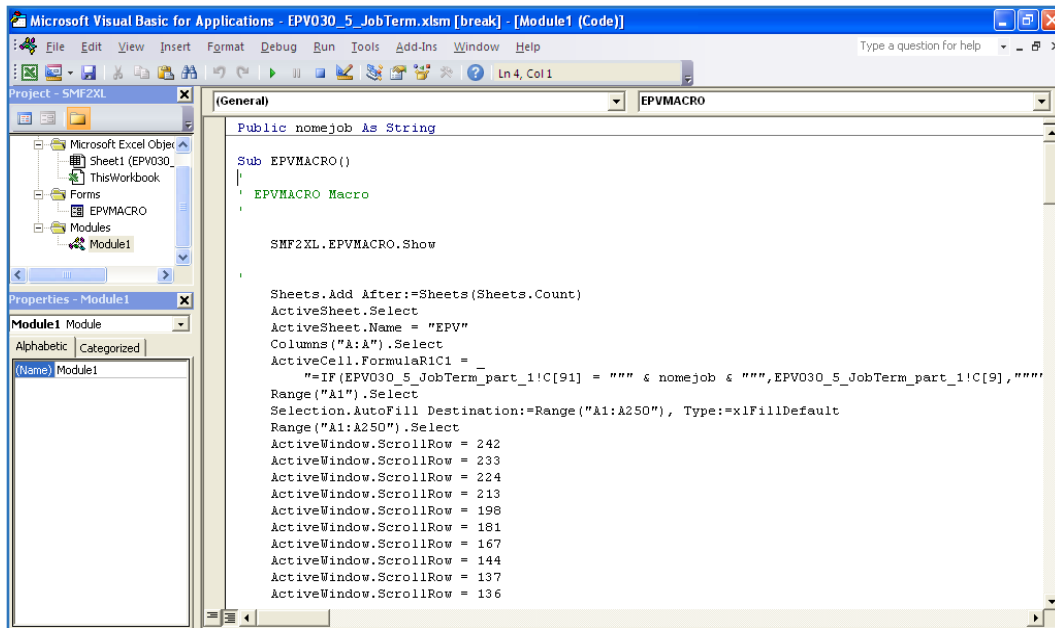 Microsoft Visual Basic for Applications - EPV030_5_JobTerm.xlsm [break] - [Module1 (Code)]
File Edit View Insert Format Debug Run Tools Add-Ins Window Help
Type a question for help
Ln 4, Col 1
Project - SMF2XL
Microsoft Excel Objec
Sheet1 (EPV030_
ThisWorkbook
Forms
EPVMACRO
Modules
Module1
Properties - Module1
Module1 Module
Alphabetic Categorized
(Name) Module1
(General) EPVMACRO
Public nomejob As String
Sub EPVMACRO()
'
' EPVMACRO Macro
'
SMF2XL.EPVMACRO.Show
'
Sheets.Add After:=Sheets(Sheets.Count)
ActiveSheet.Select
ActiveSheet.Name = "EPV"
Columns("A:A").Select
ActiveCell.FormulaR1C1 = _
"=IF(EPV030_5_JobTerm_part_1!C[91] = """ & nomejob & """,EPV030_5_JobTerm_part_1!C[9],""""
Range("A1").Select
Selection.AutoFill Destination:=Range("A1:A250"), Type:=xlFillDefault
Range("A1:A250").Select
ActiveWindow.ScrollRow = 242
ActiveWindow.ScrollRow = 233
ActiveWindow.ScrollRow = 224
ActiveWindow.ScrollRow = 213
ActiveWindow.ScrollRow = 198
ActiveWindow.ScrollRow = 181
ActiveWindow.ScrollRow = 167
ActiveWindow.ScrollRow = 144
ActiveWindow.ScrollRow = 137
ActiveWindow.ScrollRow = 136